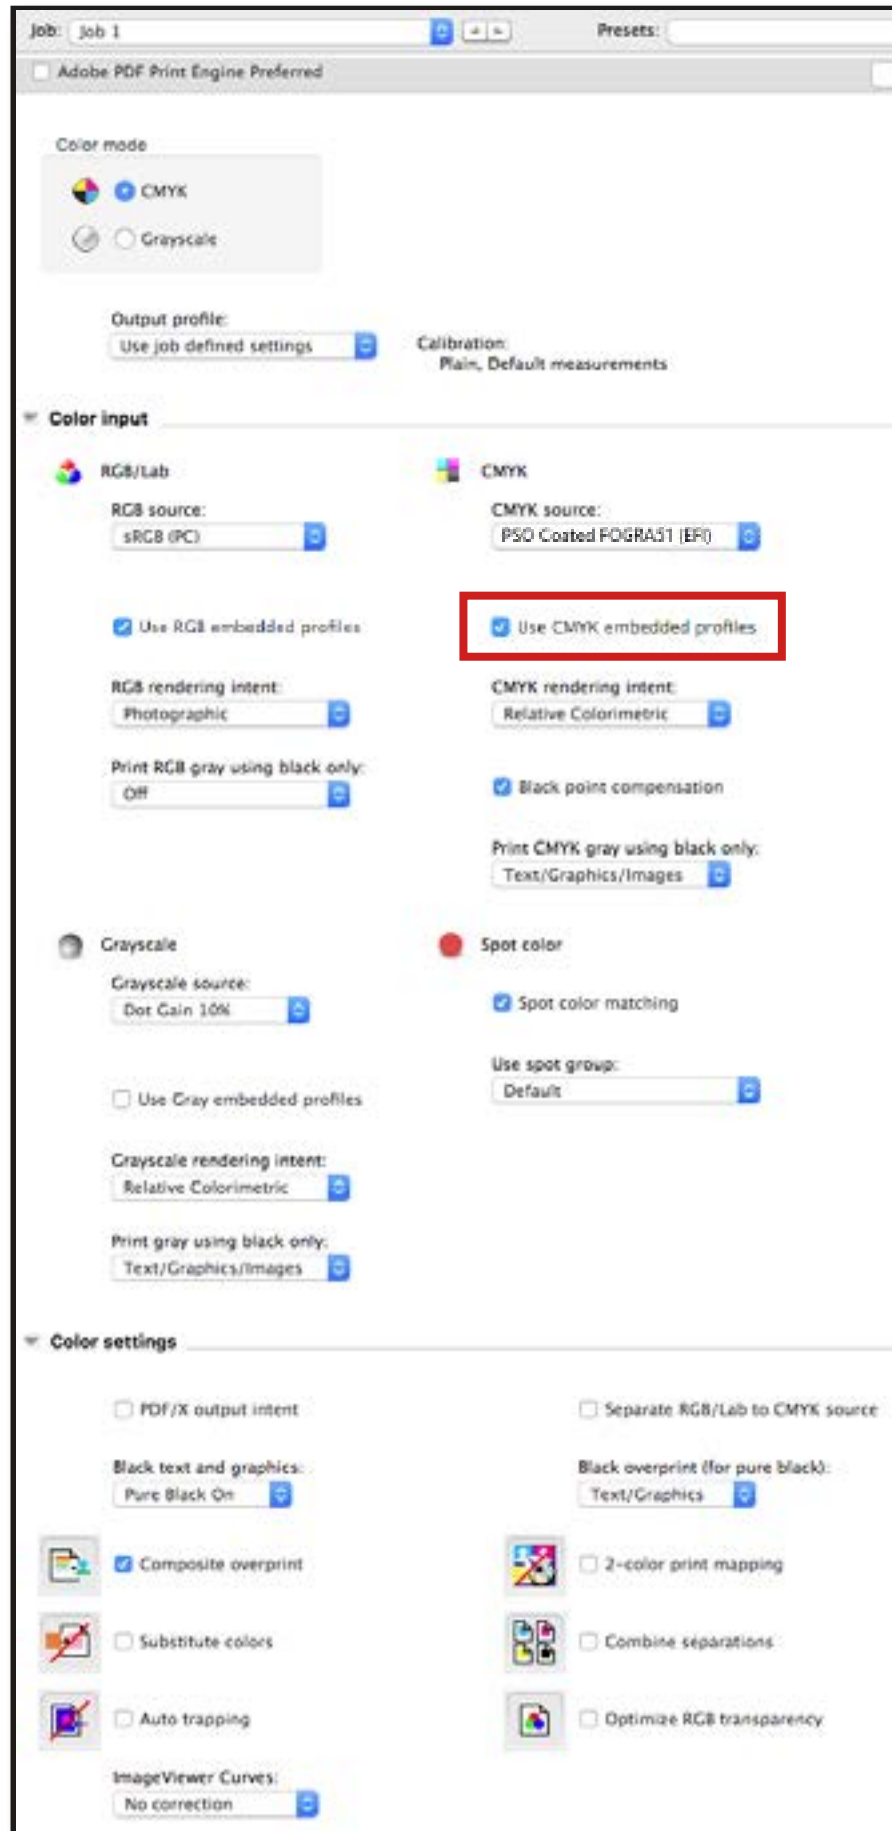 Job: Job 1 Presets:
Adobe PDF Print Engine Preferred
Color mode
CMYK
Grayscale
Output profile:
Use job defined settings
Calibration:
Plain, Default measurements
Color input
RGB/Lab
RGB source:
sRGB (PC)
Use RGB embedded profiles
RGB rendering intent:
Photographic
Print RGB gray using black only:
Off
CMYK
CMYK source:
PSO Coated FOGRA51 (EFI)
Use CMYK embedded profiles
CMYK rendering intent:
Relative Colorimetric
Black point compensation
Print CMYK gray using black only:
Text/Graphics/Images
Grayscale
Grayscale source:
Dot Gain 10%
Use Gray embedded profiles
Grayscale rendering intent:
Relative Colorimetric
Print gray using black only:
Text/Graphics/Images
Spot color
Spot color matching
Use spot group:
Default
Color settings
PDF/X output intent
Separate RGB/Lab to CMYK source
Black text and graphics:
Pure Black On
Black overprint (for pure black):
Text/Graphics
Composite overprint
2-color print mapping
Substitute colors
Combine separations
Auto trapping
Optimize RGB transparency
ImageViewer Curves:
No correction